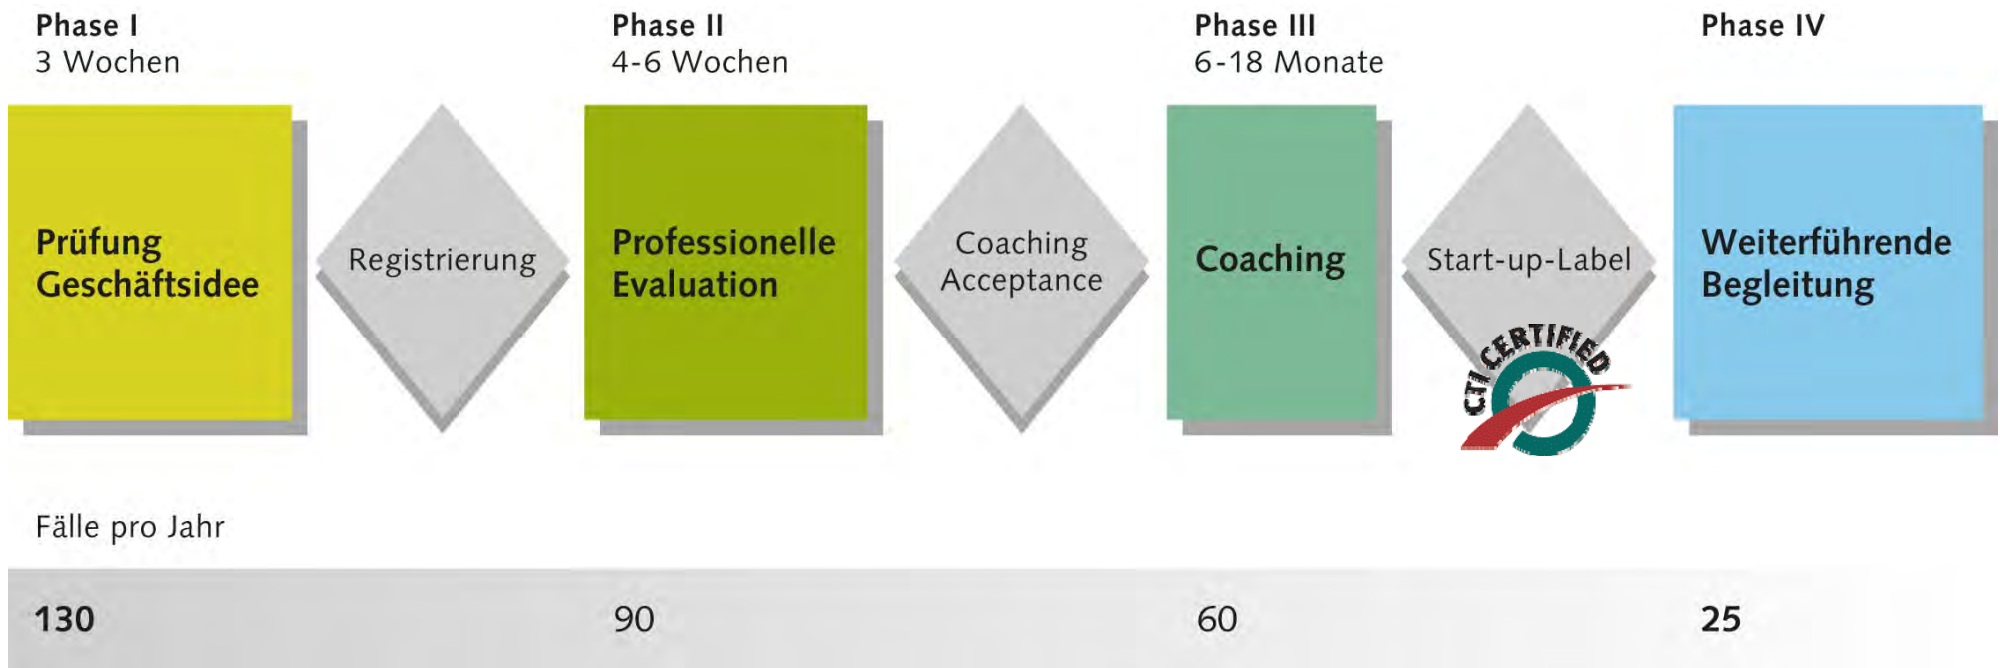 Phase I
3 Wochen
Phase II
4-6 Wochen
Phase III
6-18 Monate
Phase IV
Prüfung
Geschäftsidee
Registrierung
Professionelle
Evaluation
Coaching
Acceptance
Coaching
Start-up-Label
CTI CERTIFIED
Weiterführende
Begleitung
Fälle pro Jahr
130
90
60
25